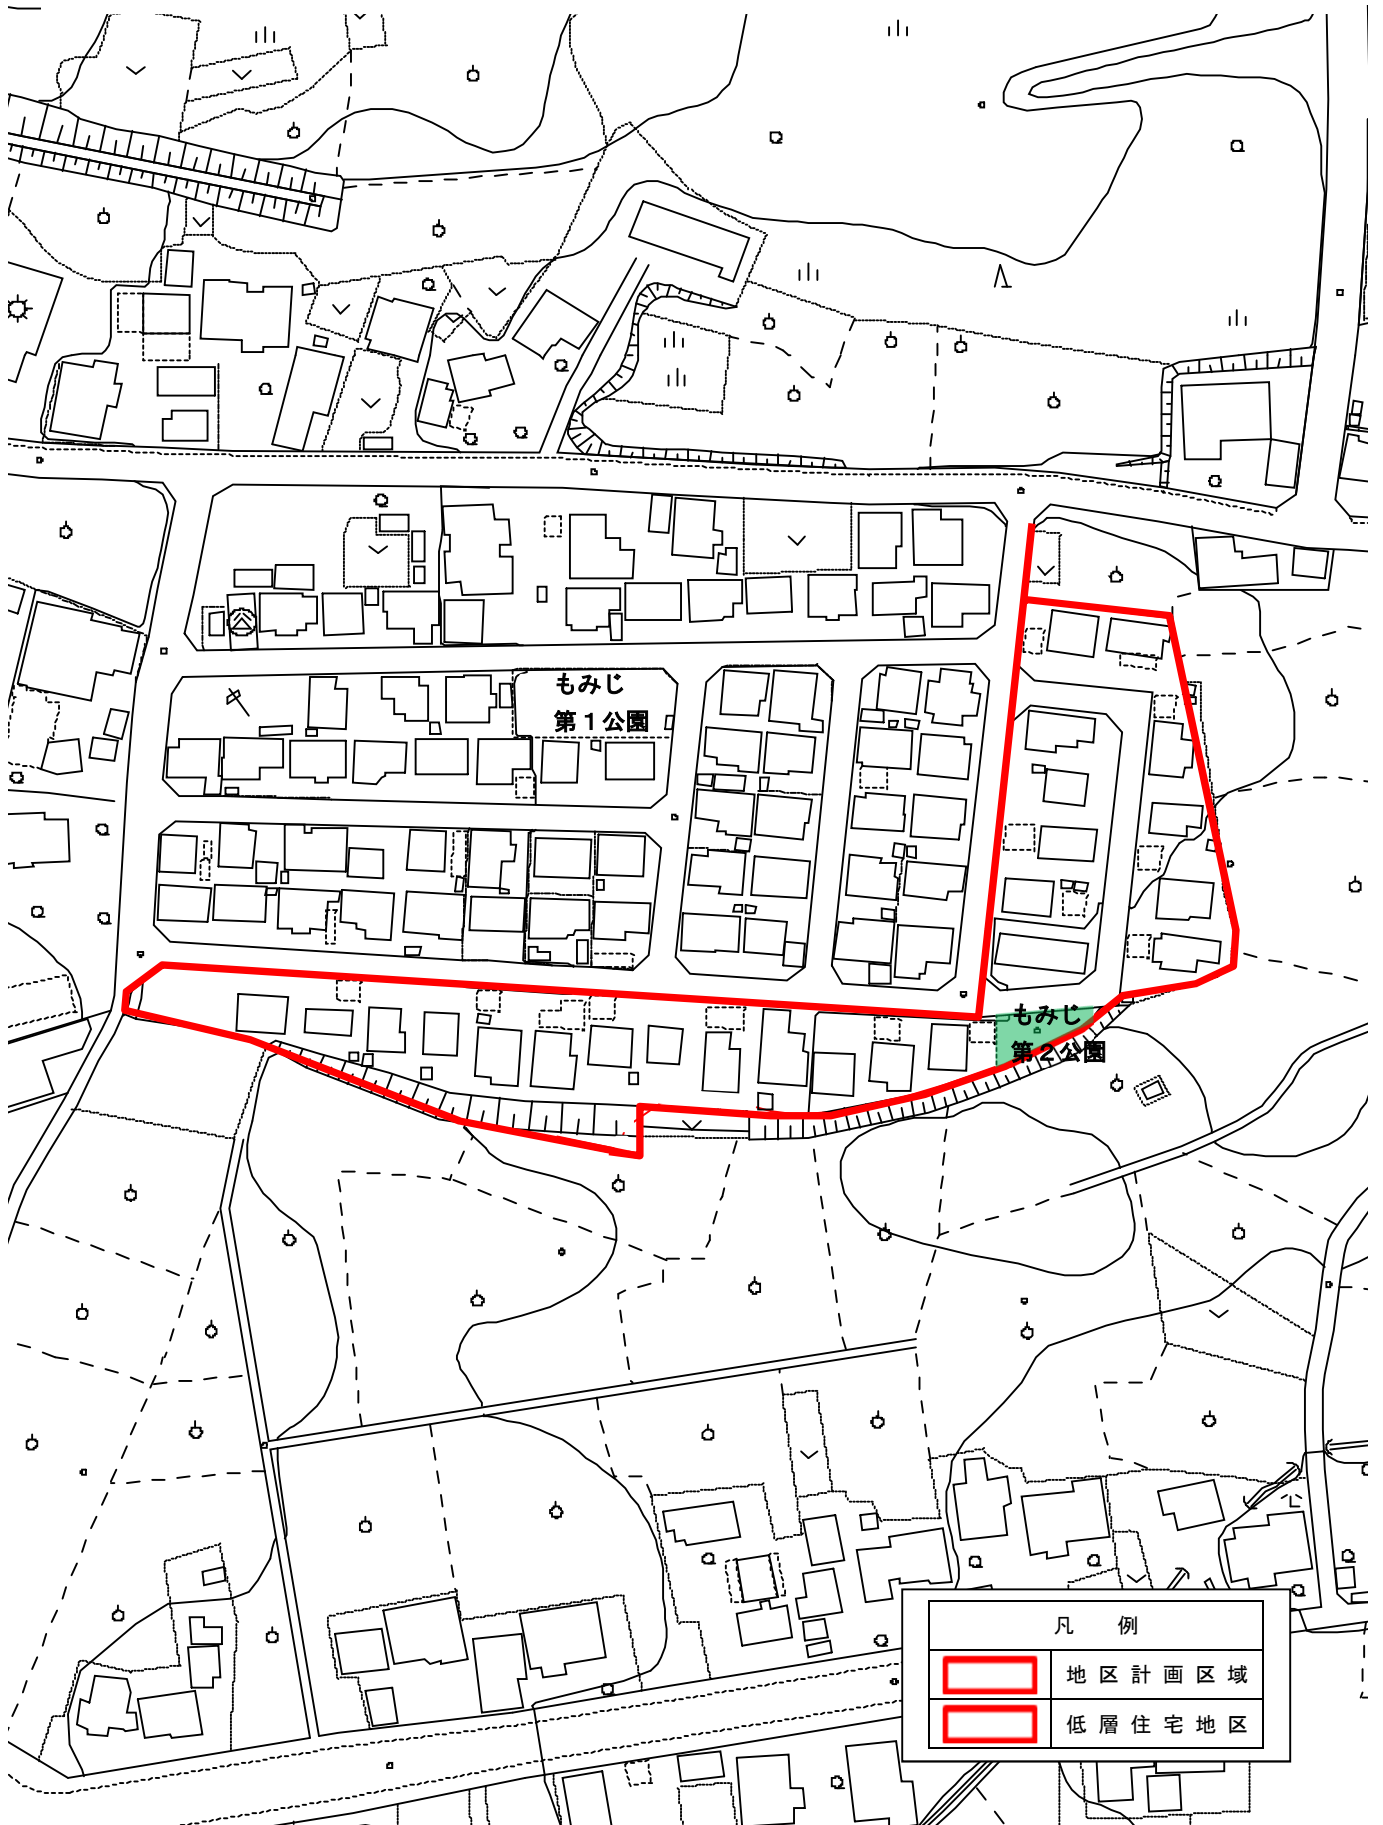 もみじ
第１公園
もみじ
第２公園
凡 例
地区計画区域
低層住宅地区